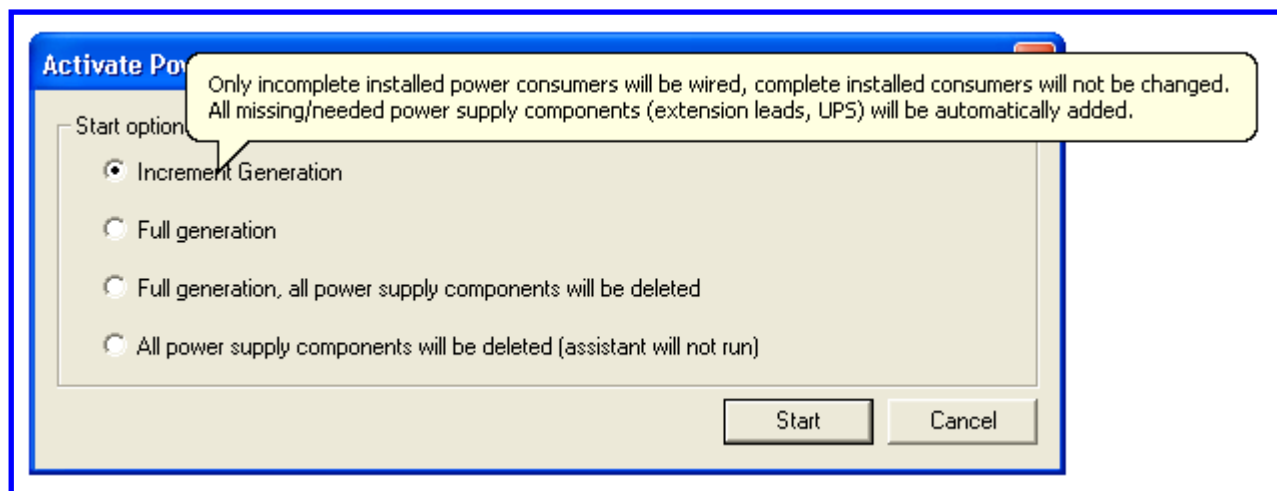 Activate Po
Only incomplete installed power consumers will be wired, complete installed consumers will not be changed.
All missing/needed power supply components (extension leads, UPS) will be automatically added.
Start option
Increment Generation
Full generation
Full generation, all power supply components will be deleted
All power supply components will be deleted (assistant will not run)
Start
Cancel